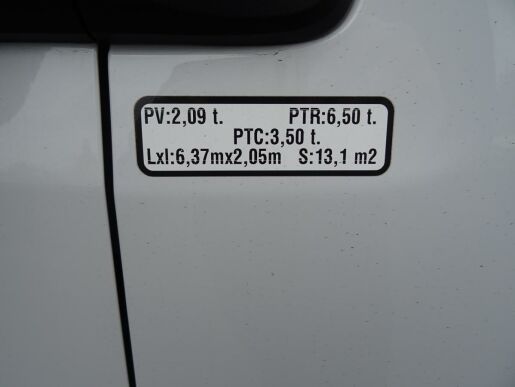 PV:2,09 t. PTR:6,50 t.
PTC:3,50 t.
Lxl:6,37mx2,05m S:13,1 m2